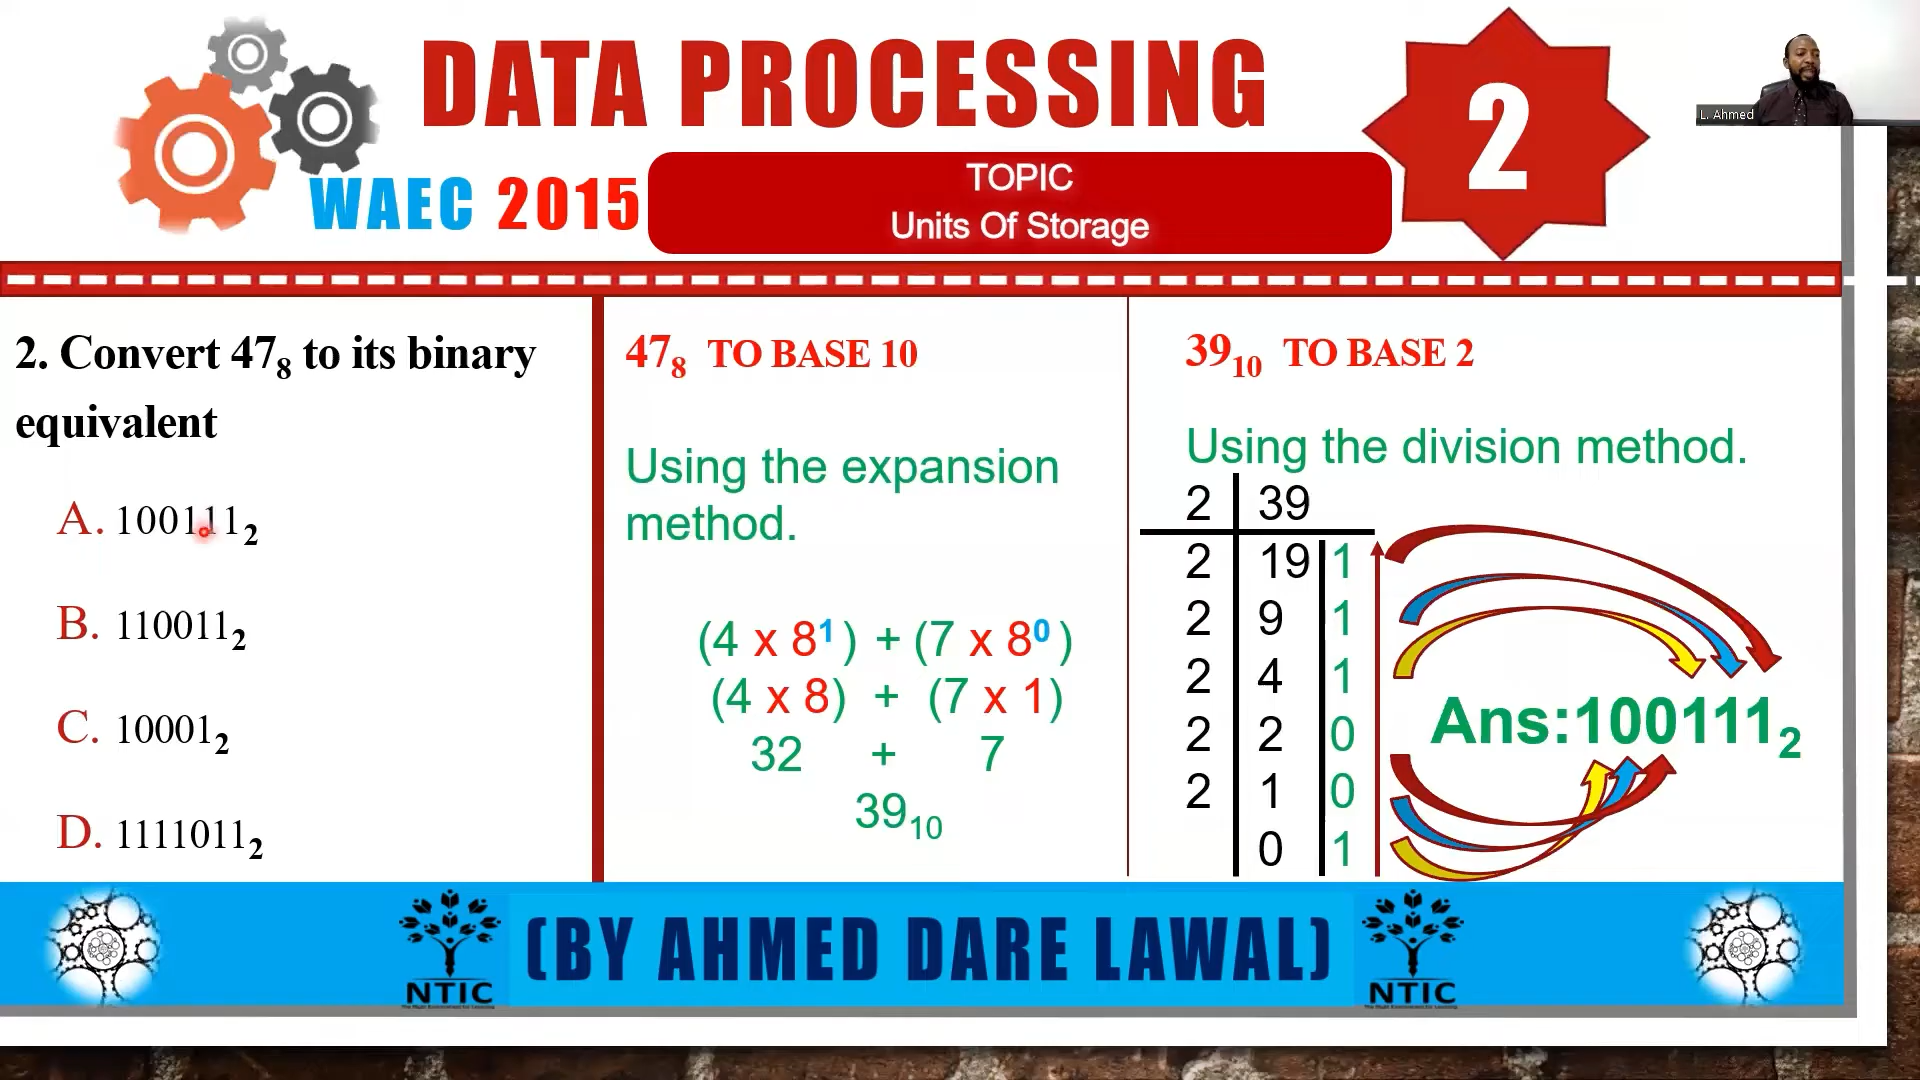 DATA PROCESSING
2
L. Ahmed
WAEC 2015
TOPIC
Units Of Storage
2. Convert 47₈ to its binary
equivalent
A. 100111₂
B. 110011₂
C. 10001₂
D. 1111011₂
47₈ TO BASE 10
Using the expansion
method.
(4 x 8¹) + (7 x 8⁰)
(4 x 8) + (7 x 1)
32 + 7
39₁₀
39₁₀ TO BASE 2
Using the division method.
2 39
2 19 1
2 9 1
2 4 1
2 2 0
2 1 0
0 1
Ans:100111₂
(BY AHMED DARE LAWAL)
NTIC
NTIC